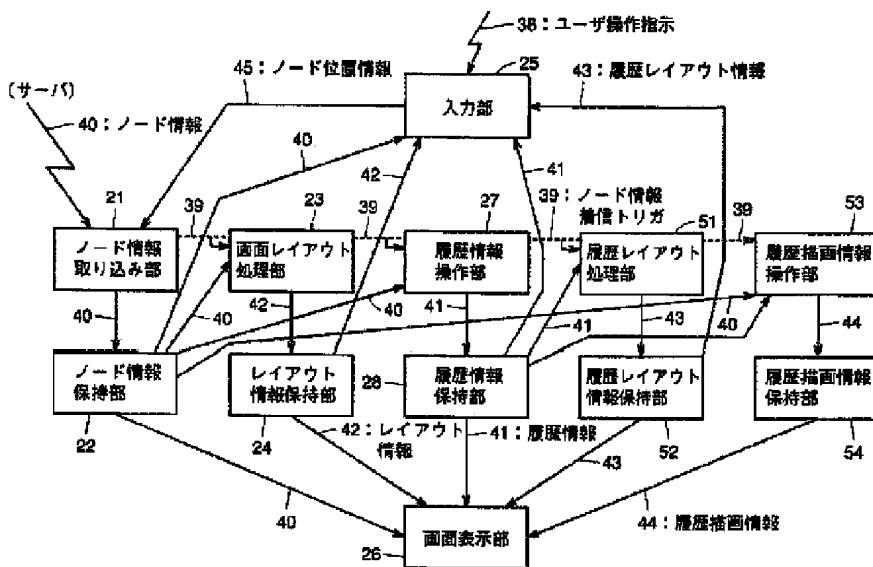 38：ユーザ操作指示
25
45：ノード位置情報
43：履歴レイアウト情報
(サーバ)
入力部
40：ノード情報
40
42
41
21
39
23
39
27
39：ノード情報
着信トリガ
51
39
53
ノード情報
取り込み部
画面レイアウト
処理部
履歴情報
操作部
履歴レイアウト
処理部
履歴描画情報
操作部
40
40
42
40
41
41
43
40
44
ノード情報
保持部
レイアウト
情報保持部
28
履歴情報
保持部
履歴レイアウト
情報保持部
履歴描画情報
保持部
22
24
42：レイアウト
情報
41：履歴情報
52
54
43
40
44：履歴描画情報
画面表示部
26